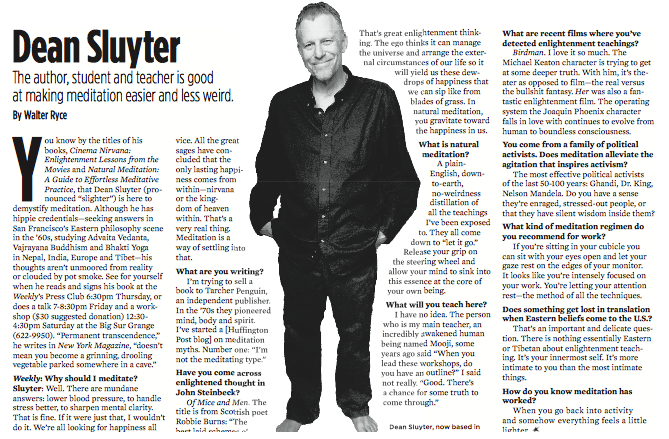 Dean Sluyter
The author, student and teacher is good
at making meditation easier and less weird.
By Walter Ryce
You know by the titles of his
books, Cinema Nirvana:
Enlightenment Lessons from the
Movies and Natural Meditation:
A Guide to Effortless Meditative
Practice, that Dean Sluyter (pro-
nounced “slighter”) is here to
demystify meditation. Although he has
hippie credentials—seeking answers in
San Francisco’s Eastern philosophy scene
in the ’60s, studying Advaita Vedanta,
Vajrayana Buddhism and Bhakti Yoga
in Nepal, India, Europe and Tibet—his
thoughts aren’t unmoored from reality
or clouded by pot smoke. See for yourself
when he reads and signs his book at the
Weekly’s Press Club 6:30pm Thursday, or
does a talk 7-8:30pm Friday and a work-
shop ($30 suggested donation) 12:30-
4:30pm Saturday at the Big Sur Grange
(622-9950). “Permanent transcendence,”
he writes in New York Magazine, “doesn’t
mean you become a grinning, drooling
vegetable parked somewhere in a cave.”
Weekly: Why should I meditate?
Sluyter: Well. There are mundane
answers: lower blood pressure, to handle
stress better, to sharpen mental clarity.
That is fine. If it were just that, I wouldn’t
do it. We’re all looking for happiness all
vice. All the great
sages have con-
cluded that the
only lasting happi-
ness comes from
within—nirvana
or the king-
dom of heaven
within. That’s a
very real thing.
Meditation is a
way of settling into
that.
What are you writing?
I’m trying to sell a
book to Tarcher Penguin,
an independent publisher.
In the ’70s they pioneered
mind, body and spirit.
I’ve started a [Huffington
Post blog] on meditation
myths. Number one: “I’m
not the meditating type.”
Have you come across
enlightened thought in
John Steinbeck?
Of Mice and Men. The
title is from Scottish poet
Robbie Burns: “The
best laid schemes o’
That’s great enlightenment think-
ing. The ego thinks it can manage
the universe and arrange the exter-
nal circumstances of our life so it
will yield us these dew-
drops of happiness that
we can sip like from
blades of grass. In
natural meditation,
you gravitate toward
the happiness in us.
What is natural
meditation?
A plain-
English,
down-
to-earth,
no-weirdness
distillation of
all the teachings
I’ve been exposed
to. They all come
down to “let it go.”
Release your grip on
the steering wheel and
allow your mind to sink into
this essence at the core of
your own being.
What will you teach here?
I have no idea. The person
who is my main teacher, an
incredibly awakened human
being named Mooji, some
years ago said “When you
lead these workshops, do
you have an outline?” I said
not really. “Good. There’s
a chance for some truth to
come through.”
Dean Sluyter, now based in
What are recent films where you’ve
detected enlightenment teachings?
Birdman. I love it so much. The
Michael Keaton character is trying to get
at some deeper truth. With him, it’s the-
ater as opposed to film—the real versus
the bullshit fantasy. Her was also a fan-
tastic enlightenment film. The operating
system the Joaquin Phoenix character
falls in love with continues to evolve from
human to boundless consciousness.
You come from a family of political
activists. Does meditation alleviate the
agitation that inspires activism?
The most effective political activists
of the last 50-100 years: Ghandi, Dr. King,
Nelson Mandela. Do you have a sense
they’re enraged, stressed-out people, or
that they have silent wisdom inside them?
What kind of meditation regimen do
you recommend for work?
If you’re sitting in your cubicle you
can sit with your eyes open and let your
gaze rest on the edges of your monitor.
It looks like you’re intensely focused on
your work. You’re letting your attention
rest—the method of all the techniques.
Does something get lost in translation
when Eastern beliefs come to the U.S.?
That’s an important and delicate ques-
tion. There is nothing essentially Eastern
or Tibetan about enlightenment teach-
ing. It’s your innermost self. It’s more
intimate to you than the most intimate
things.
How do you know meditation has
worked?
When you go back into activity
and somehow everything feels a little
lighter.